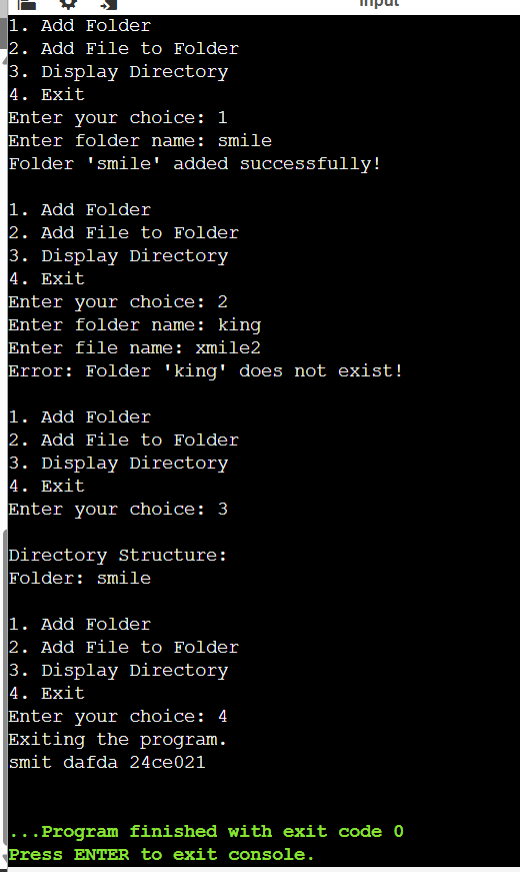 input
1. Add Folder
2. Add File to Folder
3. Display Directory
4. Exit
Enter your choice: 1
Enter folder name: smile
Folder 'smile' added successfully!
1. Add Folder
2. Add File to Folder
3. Display Directory
4. Exit
Enter your choice: 2
Enter folder name: king
Enter file name: xmile2
Error: Folder 'king' does not exist!
1. Add Folder
2. Add File to Folder
3. Display Directory
4. Exit
Enter your choice: 3
Directory Structure:
Folder: smile
1. Add Folder
2. Add File to Folder
3. Display Directory
4. Exit
Enter your choice: 4
Exiting the program.
smit dafda 24ce021
...Program finished with exit code 0
Press ENTER to exit console.